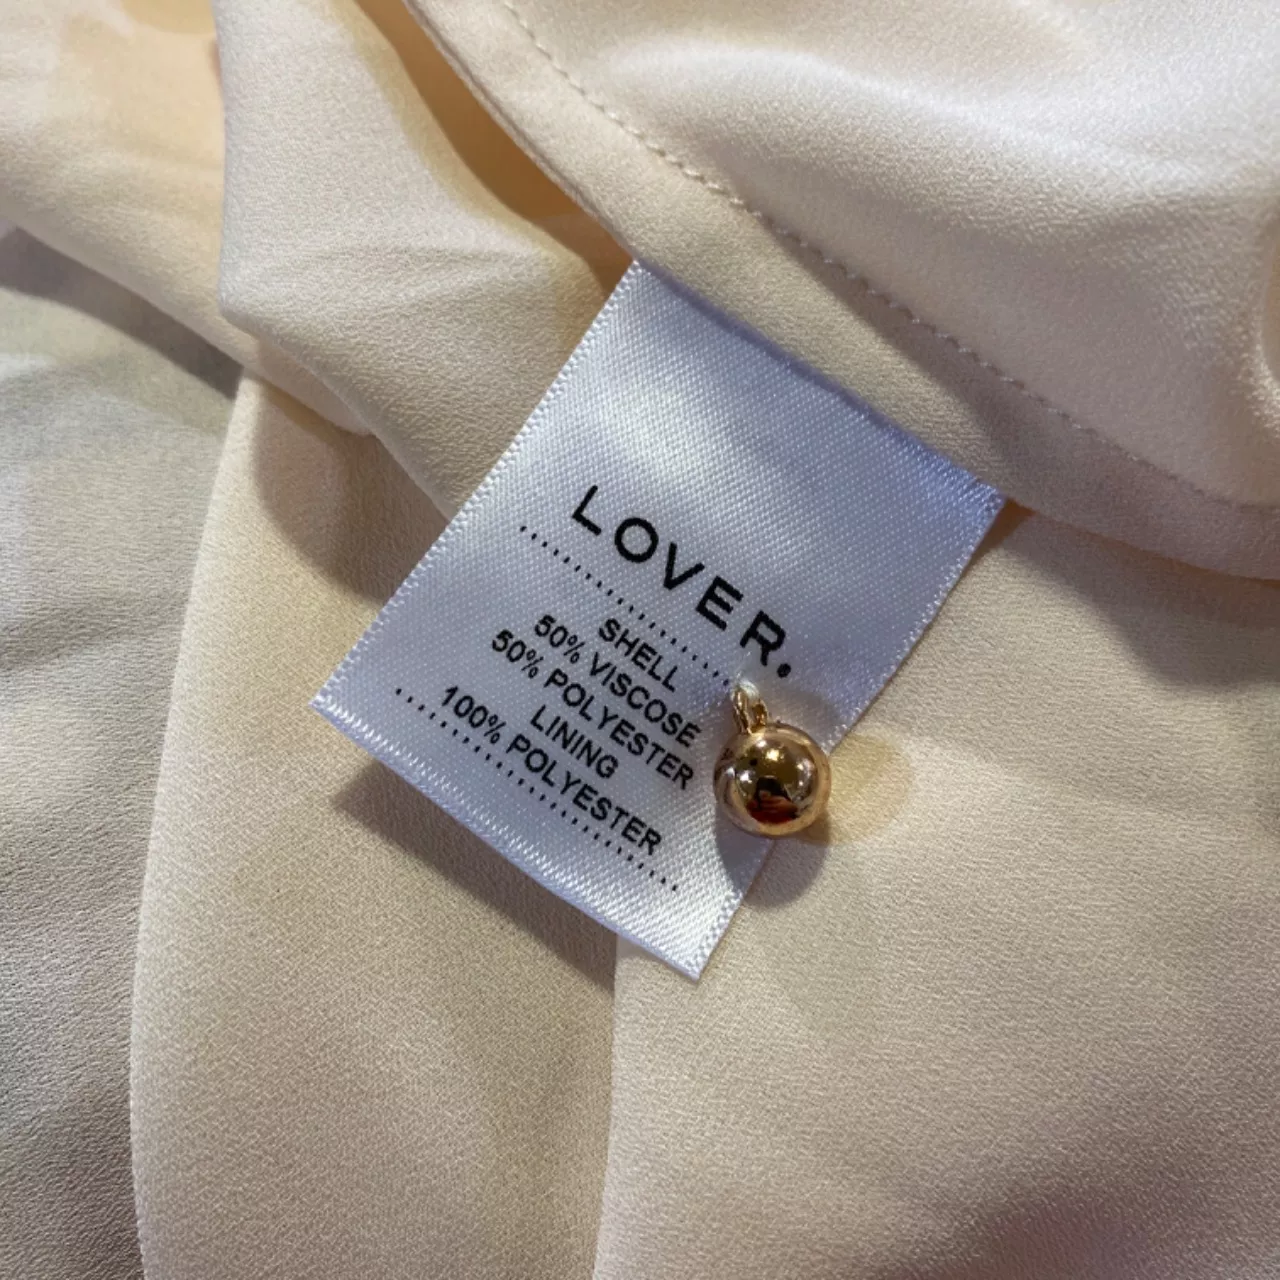 LOVER.
SHELL
50% VISCOSE
50% POLYESTER
LINING
100% POLYESTER